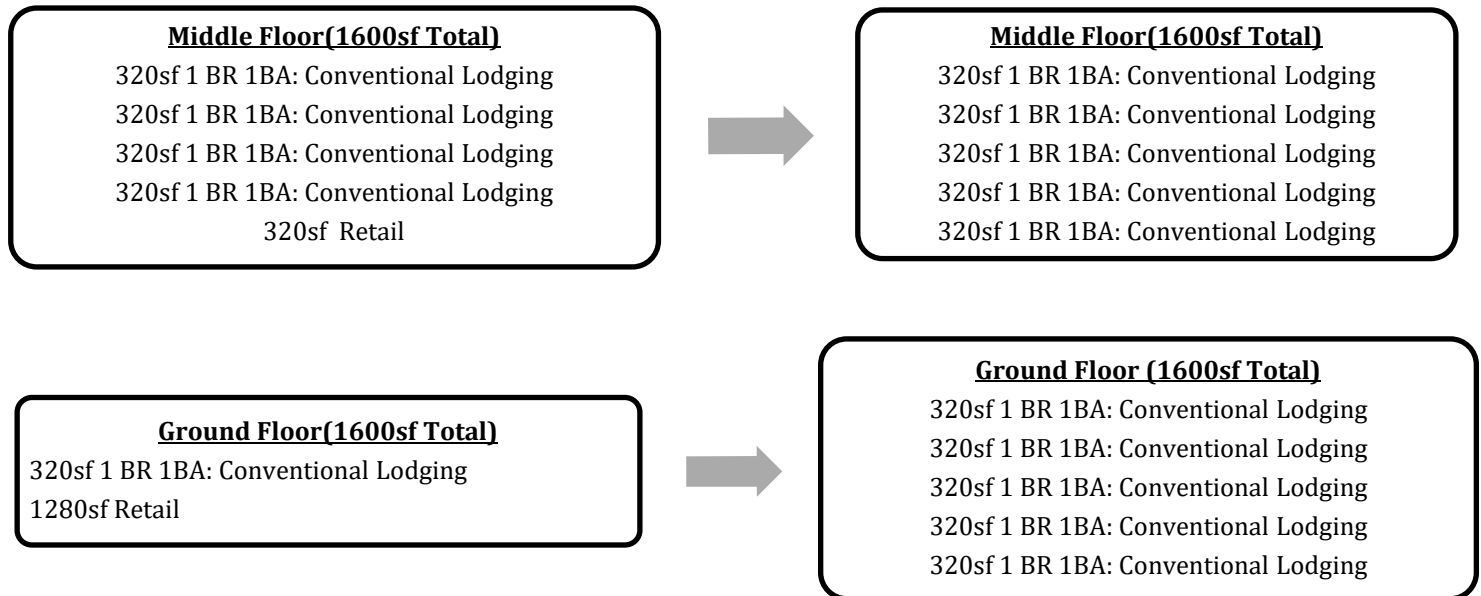 Middle Floor(1600sf Total)
320sf 1 BR 1BA: Conventional Lodging
320sf 1 BR 1BA: Conventional Lodging
320sf 1 BR 1BA: Conventional Lodging
320sf 1 BR 1BA: Conventional Lodging
320sf Retail
Middle Floor(1600sf Total)
320sf 1 BR 1BA: Conventional Lodging
320sf 1 BR 1BA: Conventional Lodging
320sf 1 BR 1BA: Conventional Lodging
320sf 1 BR 1BA: Conventional Lodging
320sf 1 BR 1BA: Conventional Lodging
Ground Floor(1600sf Total)
320sf 1 BR 1BA: Conventional Lodging
1280sf Retail
Ground Floor (1600sf Total)
320sf 1 BR 1BA: Conventional Lodging
320sf 1 BR 1BA: Conventional Lodging
320sf 1 BR 1BA: Conventional Lodging
320sf 1 BR 1BA: Conventional Lodging
320sf 1 BR 1BA: Conventional Lodging